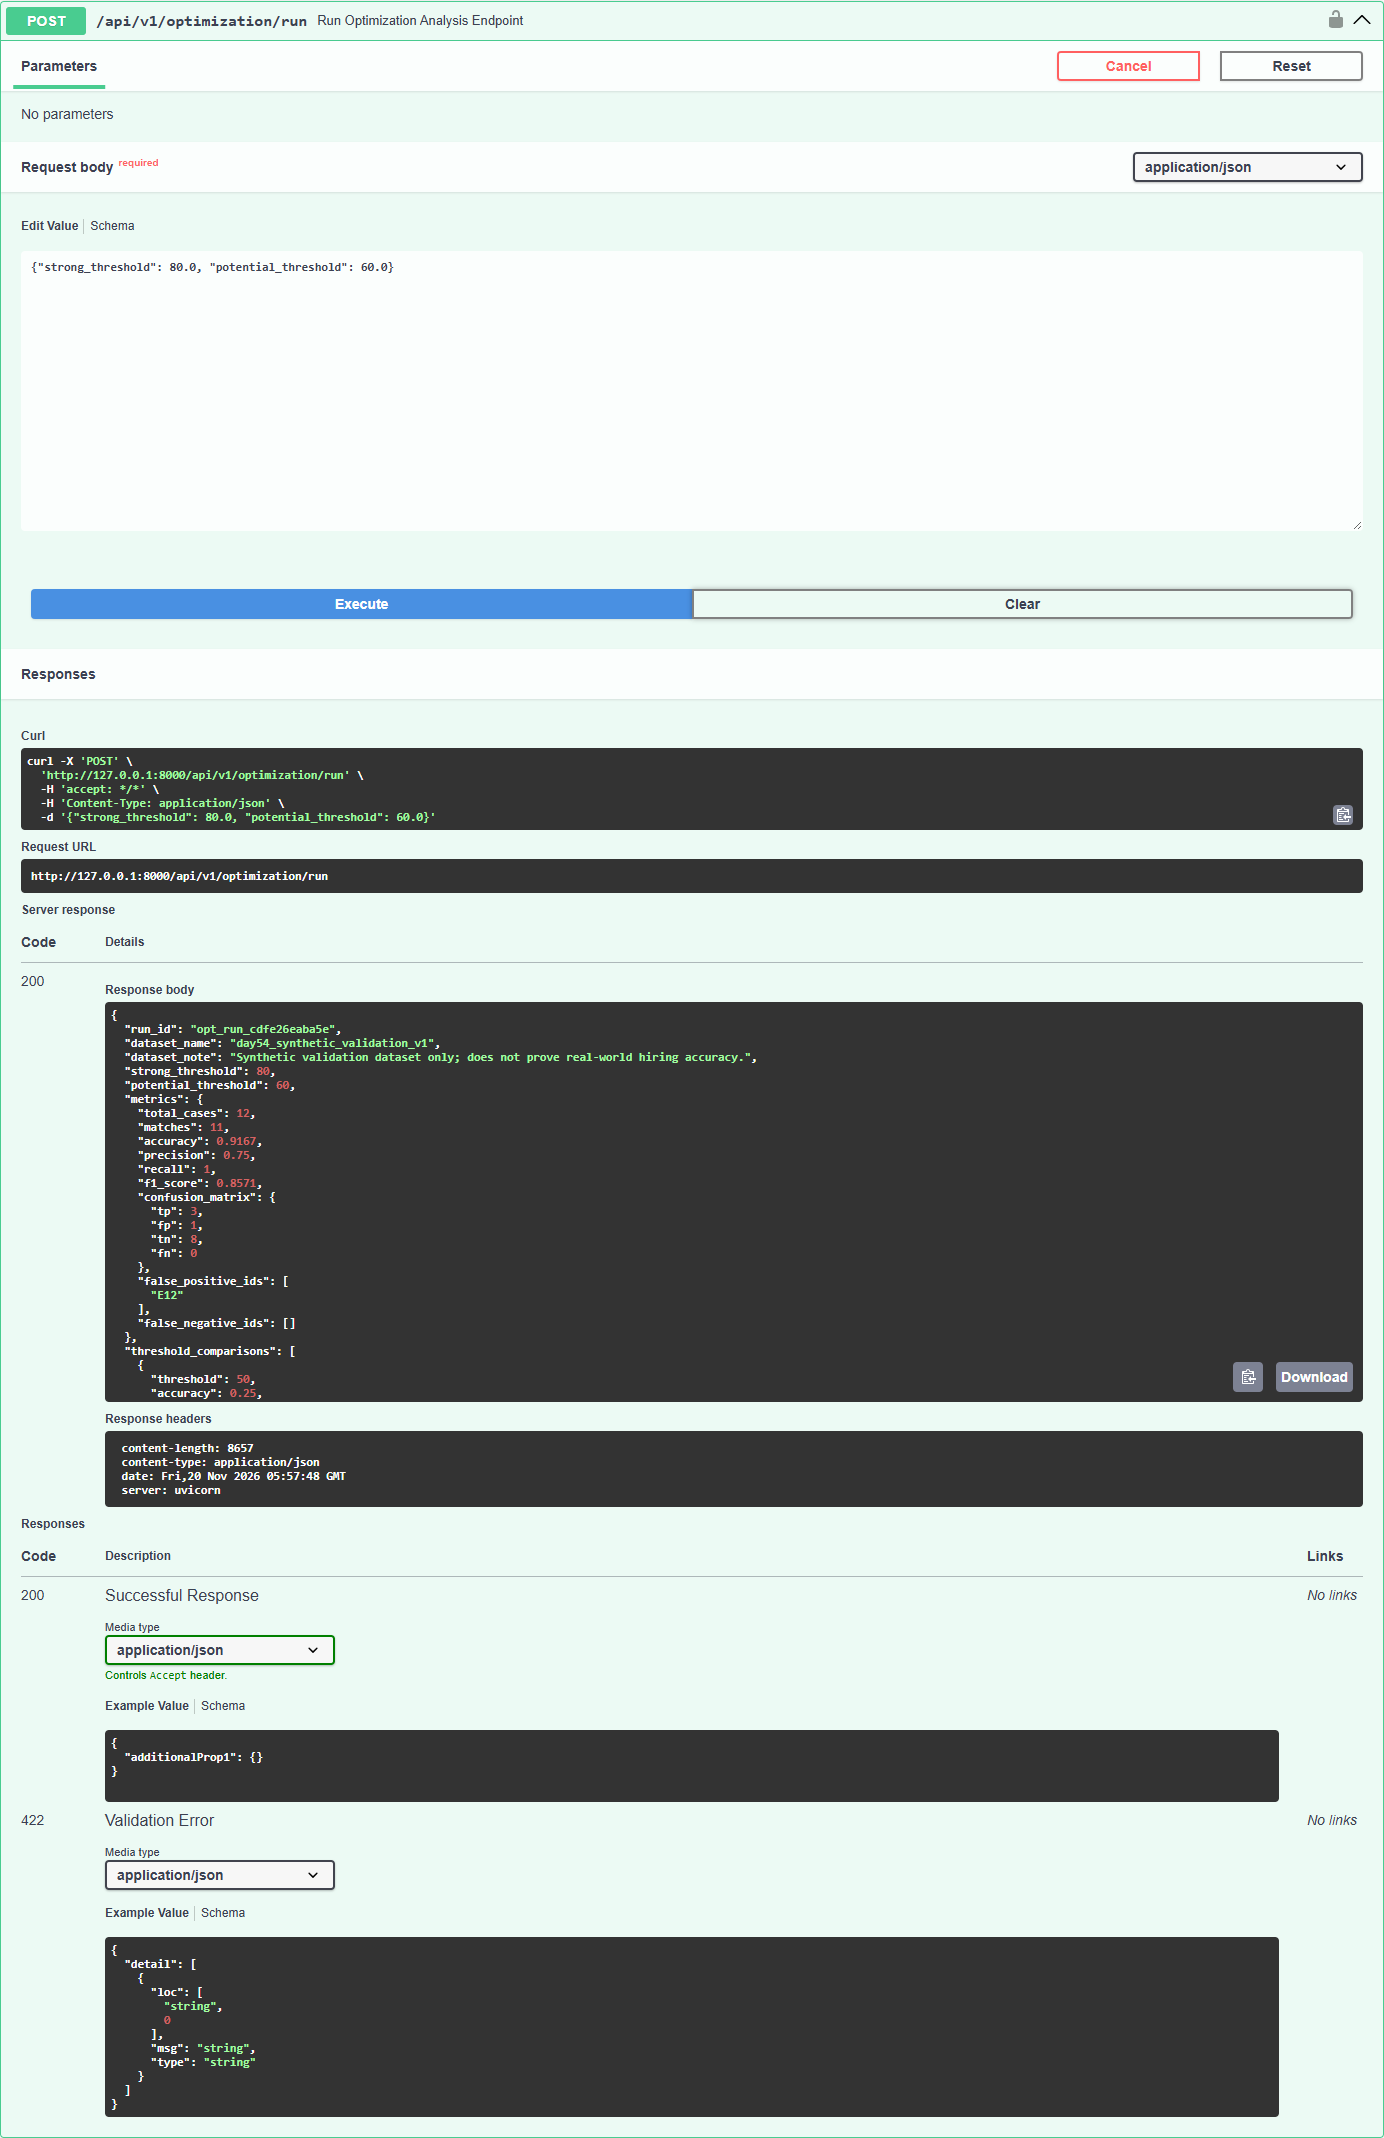 POST /api/v1/optimization/run Run Optimization Analysis Endpoint
Parameters
Cancel
Reset
No parameters
Request body required
application/json
Edit Value | Schema
{"strong_threshold": 80.0, "potential_threshold": 60.0}
Execute
Clear
Responses
Curl
curl -X 'POST' \
  'http://127.0.0.1:8000/api/v1/optimization/run' \
  -H 'accept: */*' \
  -H 'Content-Type: application/json' \
  -d '{"strong_threshold": 80.0, "potential_threshold": 60.0}'
Request URL
http://127.0.0.1:8000/api/v1/optimization/run
Server response
Code Details
200
Response body
{
  "run_id": "opt_run_cdfe26eaba5e",
  "dataset_name": "day54_synthetic_validation_v1",
  "dataset_note": "Synthetic validation dataset only; does not prove real-world hiring accuracy.",
  "strong_threshold": 80,
  "potential_threshold": 60,
  "metrics": {
    "total_cases": 12,
    "matches": 11,
    "accuracy": 0.9167,
    "precision": 0.75,
    "recall": 1,
    "f1_score": 0.8571,
    "confusion_matrix": {
      "tp": 3,
      "fp": 1,
      "tn": 8,
      "fn": 0
    },
    "false_positive_ids": [
      "E12"
    ],
    "false_negative_ids": []
  },
  "threshold_comparisons": [
    {
      "threshold": 50,
      "accuracy": 0.25,
Download
Response headers
content-length: 8657
content-type: application/json
date: Fri,20 Nov 2026 05:57:48 GMT
server: uvicorn
Responses
Code Description Links
200 Successful Response No links
Media type
application/json
Controls Accept header.
Example Value | Schema
{
  "additionalProp1": {}
}
422 Validation Error No links
Media type
application/json
Example Value | Schema
{
  "detail": [
    {
      "loc": [
        "string",
        0
      ],
      "msg": "string",
      "type": "string"
    }
  ]
}